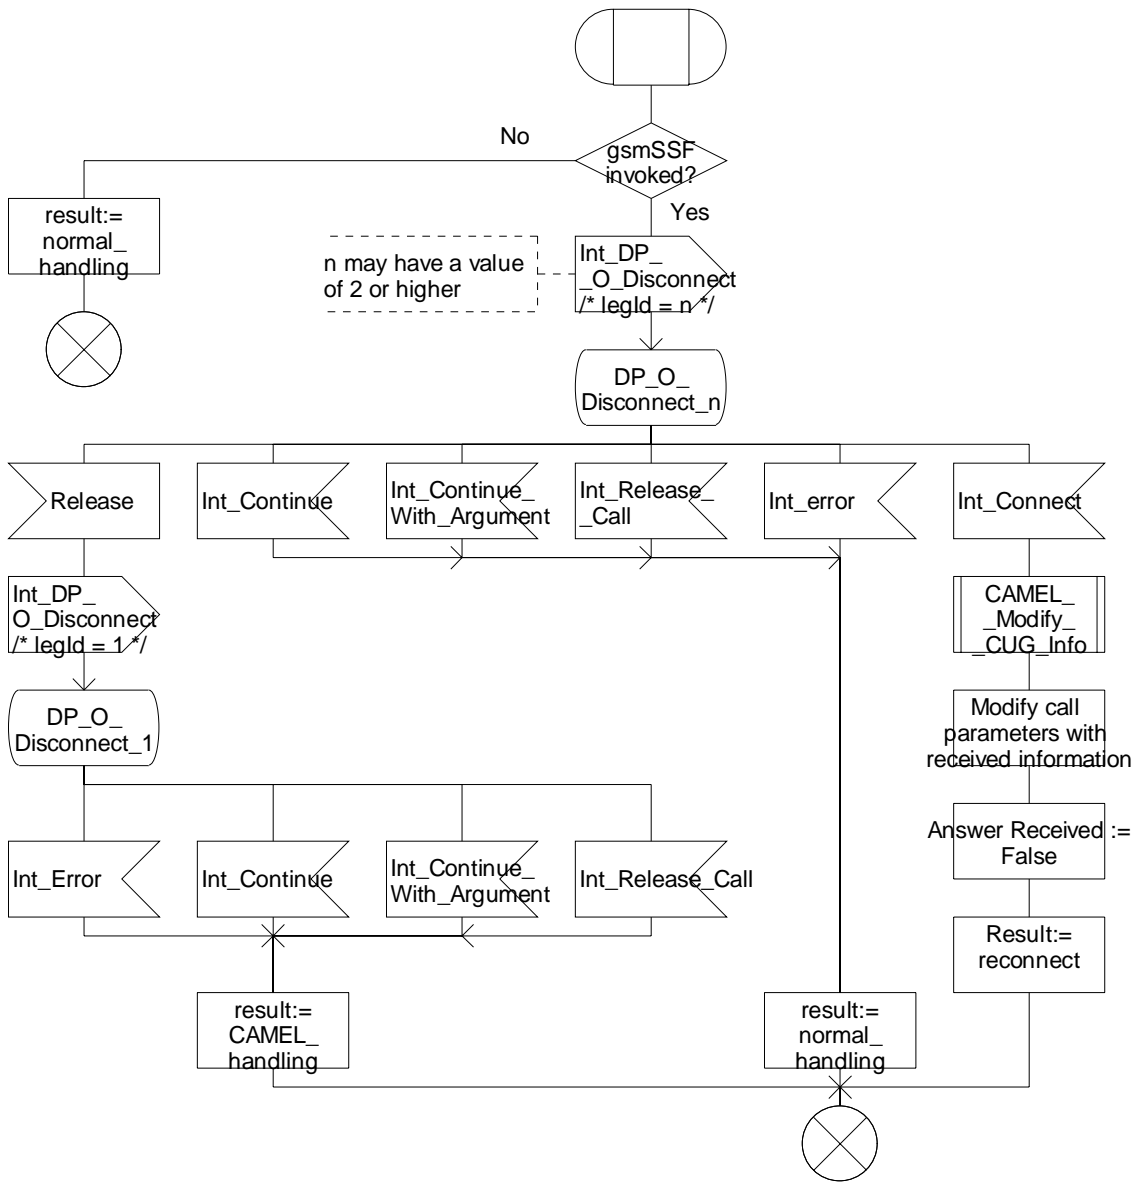 No
gsmSSF
invoked?
Yes
result:=
normal_
handling
n may have a value
of 2 or higher
Int_DP_
_O_Disconnect
/* legId = n */
DP_O_
Disconnect_n
Release
Int_Continue
Int_Continue_
With_Argument
Int_Release_
_Call
Int_error
Int_Connect
Int_DP_
O_Disconnect
/* legId = 1 */
CAMEL_
_Modify_
_CUG_Info
DP_O_
Disconnect_1
Modify call
parameters with
received information
Answer Received :=
False
Int_Error
Int_Continue
Int_Continue_
With_Argument
Int_Release_Call
Result:=
reconnect
result:=
CAMEL_
handling
result:=
normal_
handling